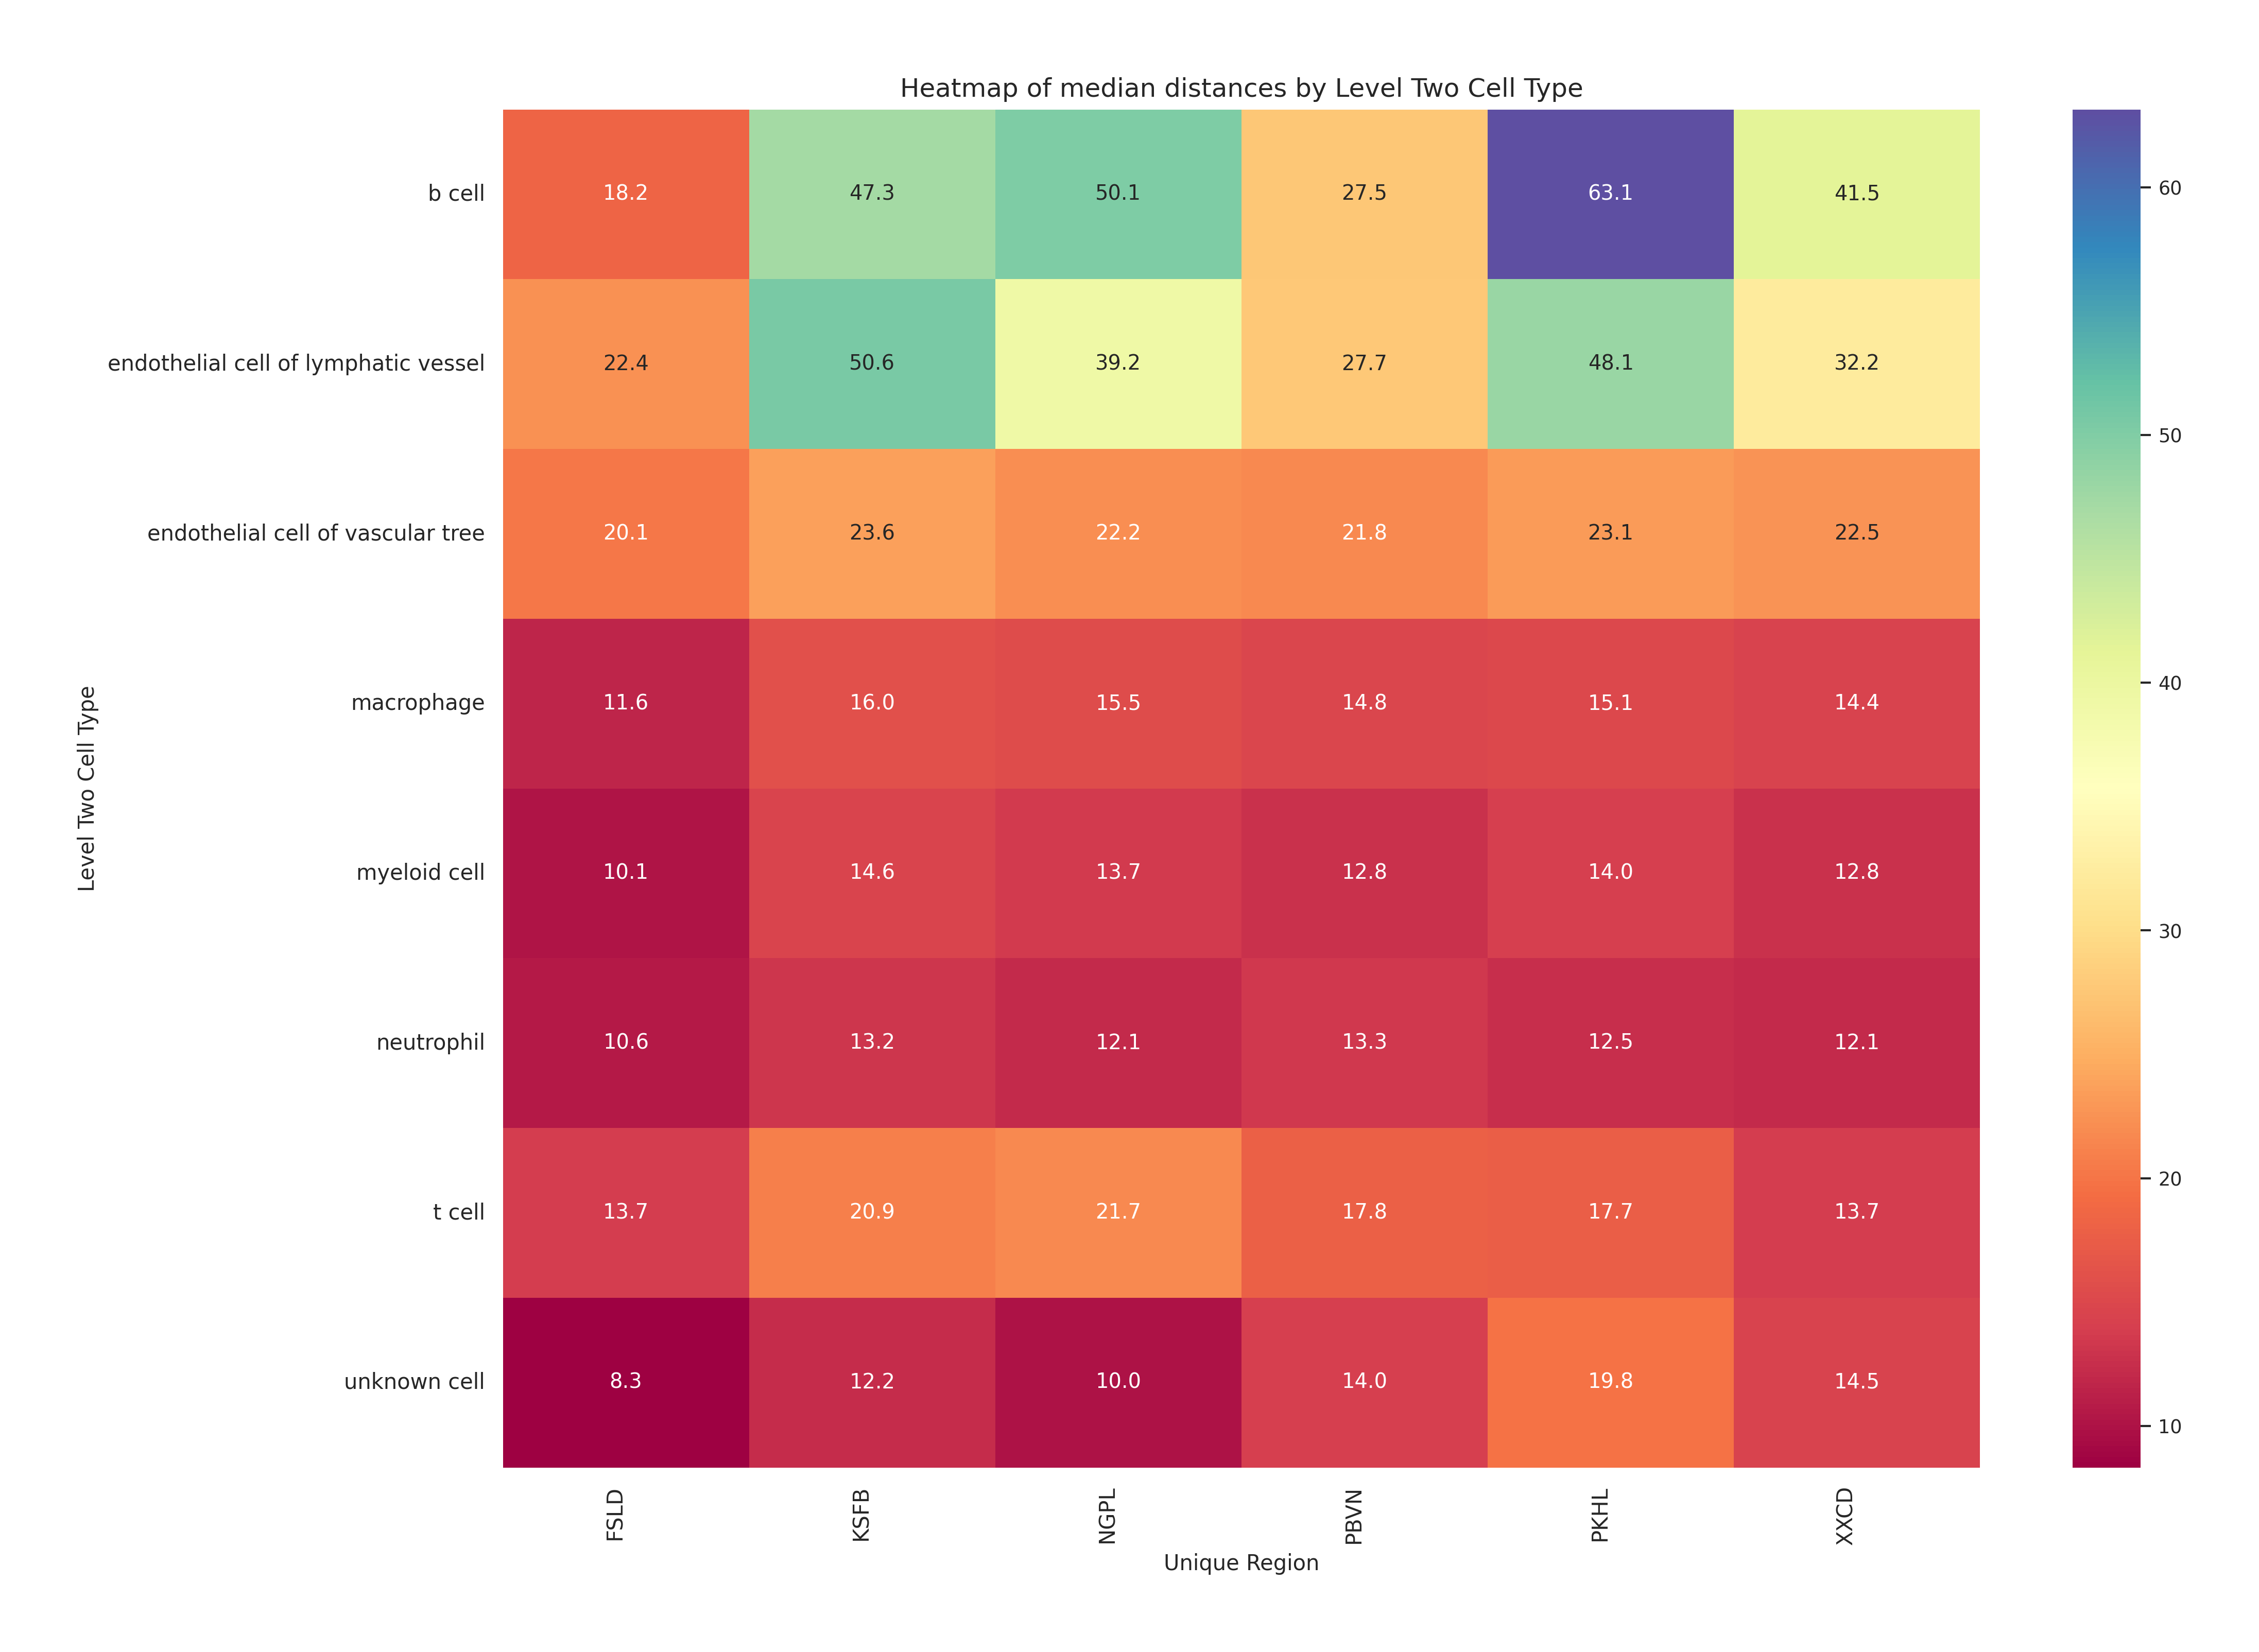 Heatmap of median distances by Level Two Cell Type
Level Two Cell Type
b cell 18.2 47.3 50.1 27.5 63.1 41.5
endothelial cell of lymphatic vessel 22.4 50.6 39.2 27.7 48.1 32.2
endothelial cell of vascular tree 20.1 23.6 22.2 21.8 23.1 22.5
macrophage 11.6 16.0 15.5 14.8 15.1 14.4
myeloid cell 10.1 14.6 13.7 12.8 14.0 12.8
neutrophil 10.6 13.2 12.1 13.3 12.5 12.1
t cell 13.7 20.9 21.7 17.8 17.7 13.7
unknown cell 8.3 12.2 10.0 14.0 19.8 14.5
FSLD KSFB NGPL PBVN PKHL XXCD
Unique Region
60
50
40
30
20
10